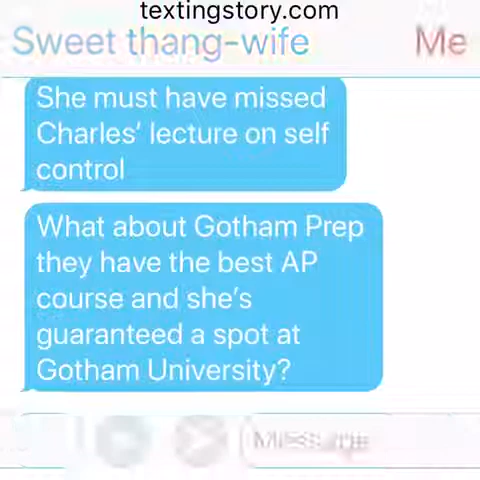 textingstory.com
Sweet thang-wife Me
She must have missed
Charles' lecture on self
control
What about Gotham Prep
they have the best AP
course and she's
guaranteed a spot at
Gotham University?
Message